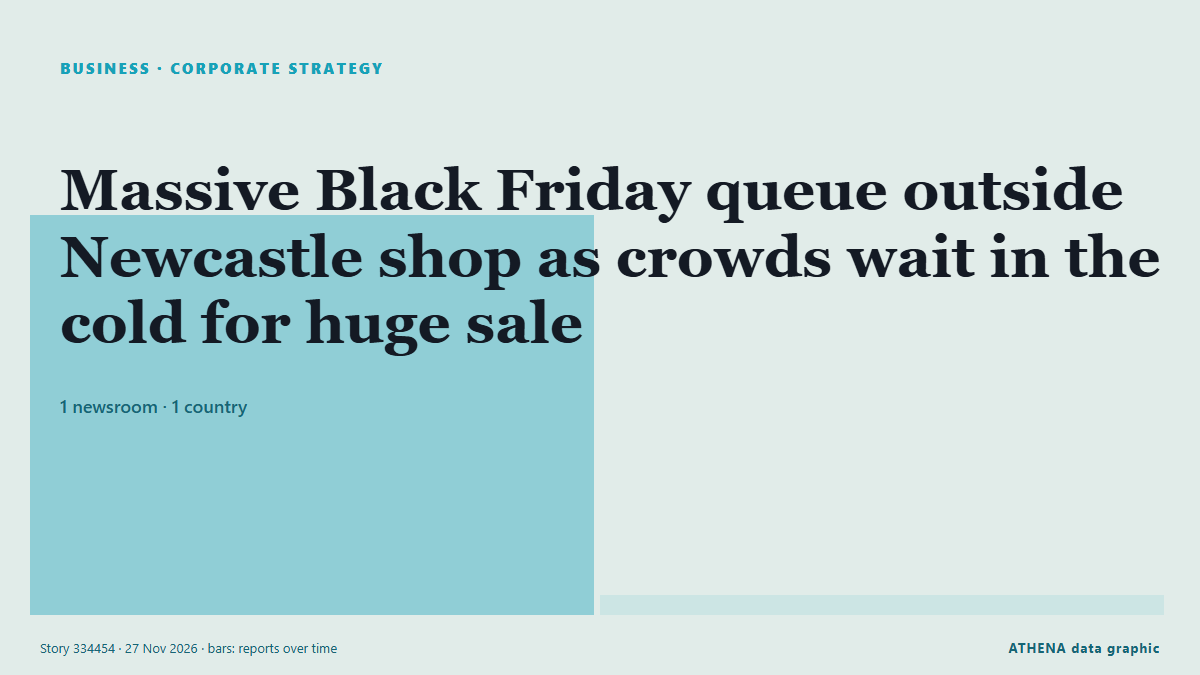 BUSINESS · CORPORATE STRATEGY
Massive Black Friday queue outside
Newcastle shop as crowds wait in the
cold for huge sale
1 newsroom · 1 country
Story 334454 · 27 Nov 2026 · bars: reports over time
ATHENA data graphic